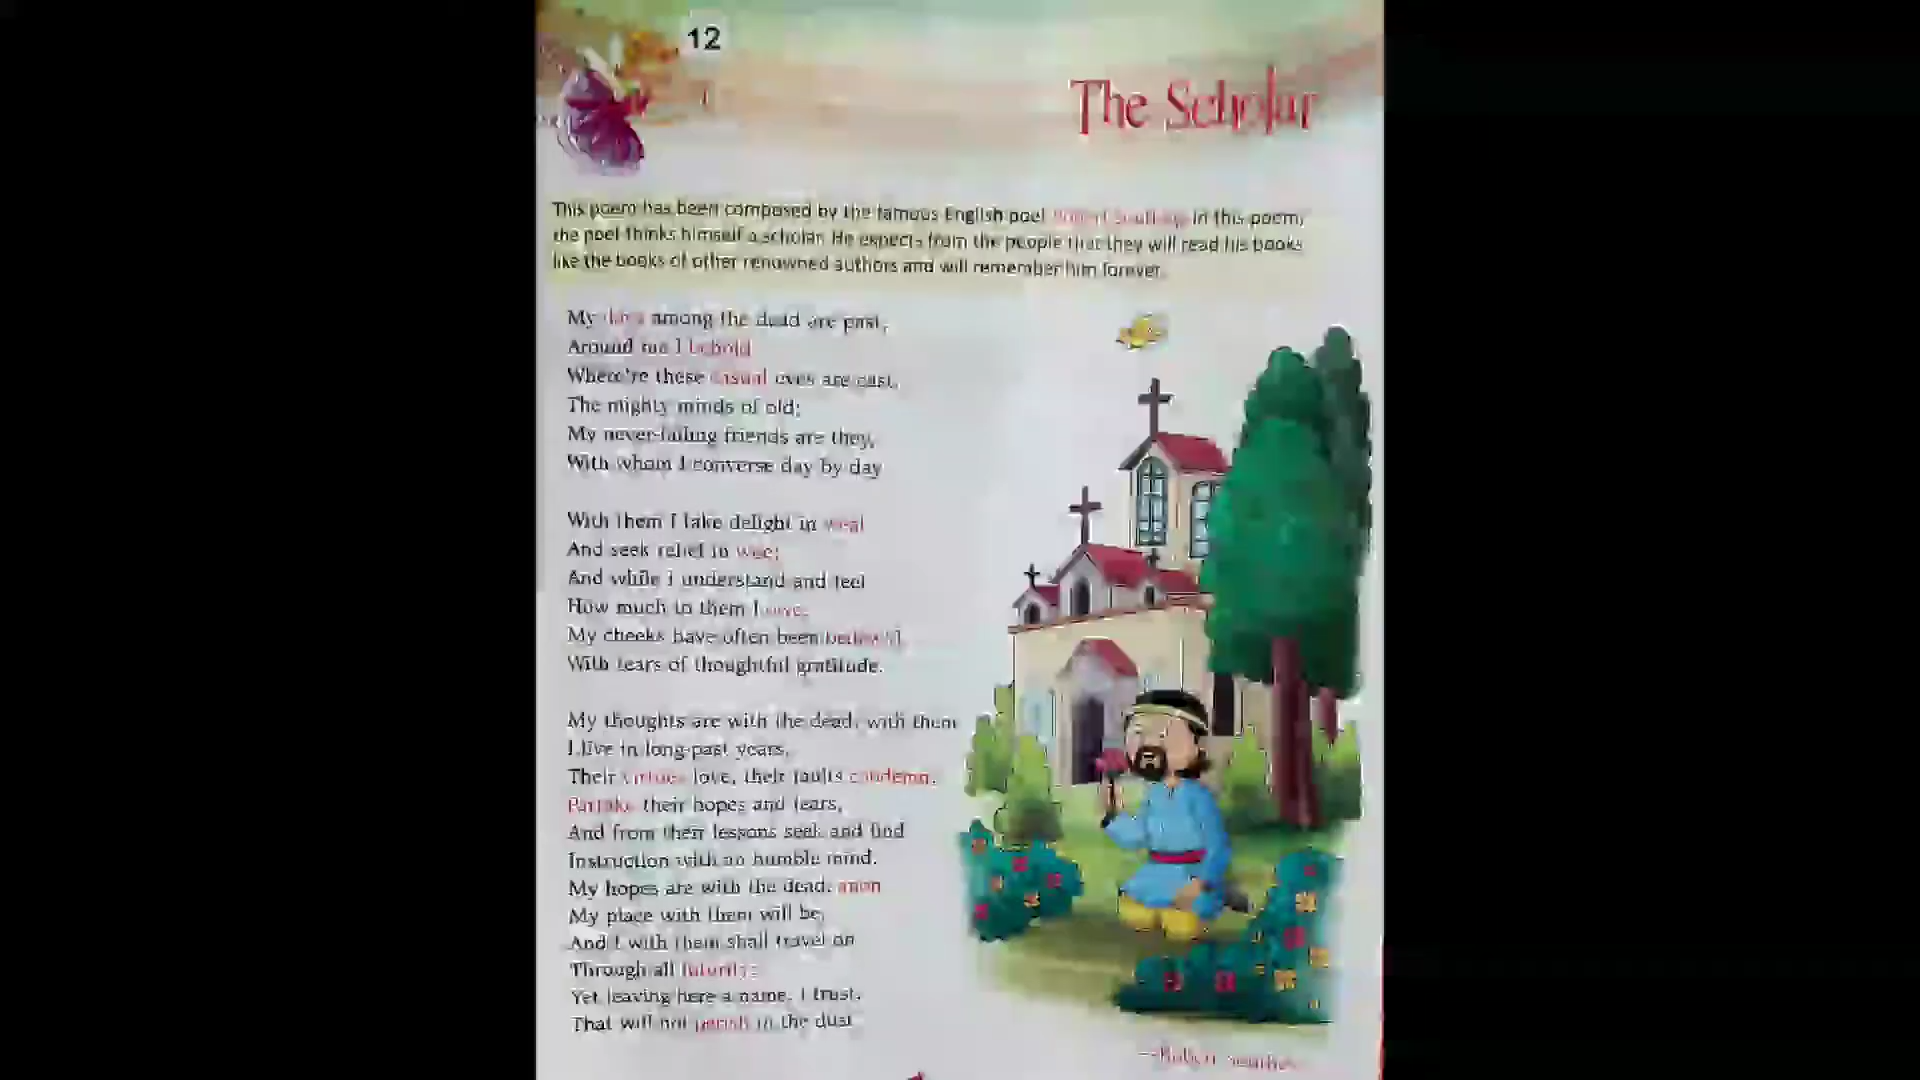 12
The Scholar
This poem has been composed by the famous English poet Robert Southey. In this poem,
the poet thinks himself a scholar. He expects from the people that they will read his books
like the books of other renowned authors and will remember him forever.
My days among the dead are past;
Around me I behold
Where're these casual eyes are cast,
The mighty minds of old;
My never-failing friends are they,
With whom I converse day by day
With them I take delight in weal
And seek relief in woe;
And while I understand and feel
How much to them I owe,
My cheeks have often been bedew'd
With tears of thoughtful gratitude.
My thoughts are with the dead, with them
I live in long-past years,
Their virtues love, their faults condemn,
Partake their hopes and fears,
And from their lessons seek and find
Instruction with an humble mind.
My hopes are with the dead; anon
My place with them will be,
And I with them shall travel on
Through all futurity;
Yet leaving here a name, I trust,
That will not perish in the dust
—Robert Southey